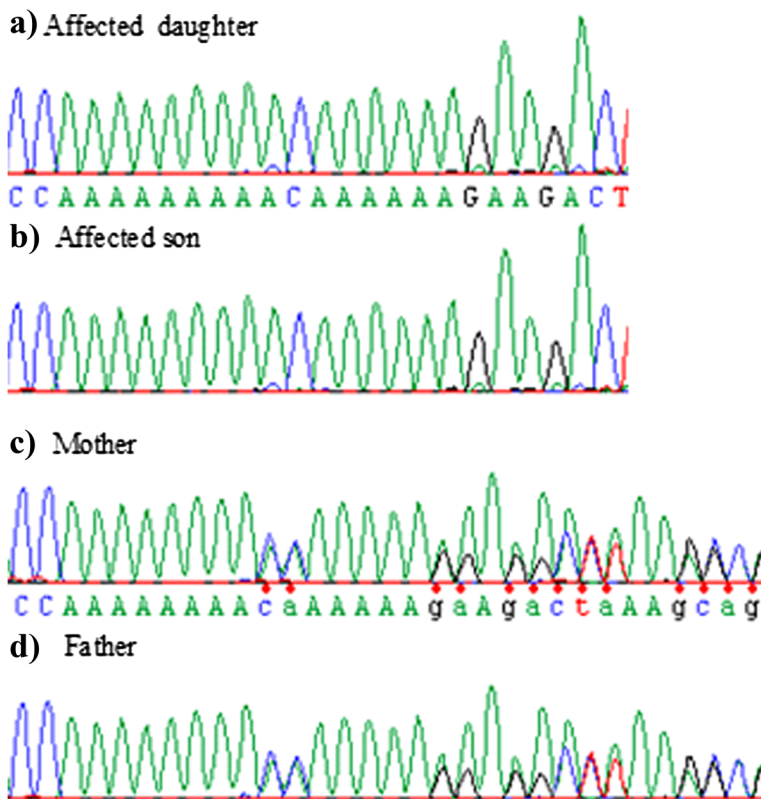 a) Affected daughter
C C A A A A A A A A A C A A A A A A G A A G A C T
b) Affected son
c) Mother
C C A A A A A A A A c a A A A A A g a A g a c t a A A g c a g
d) Father